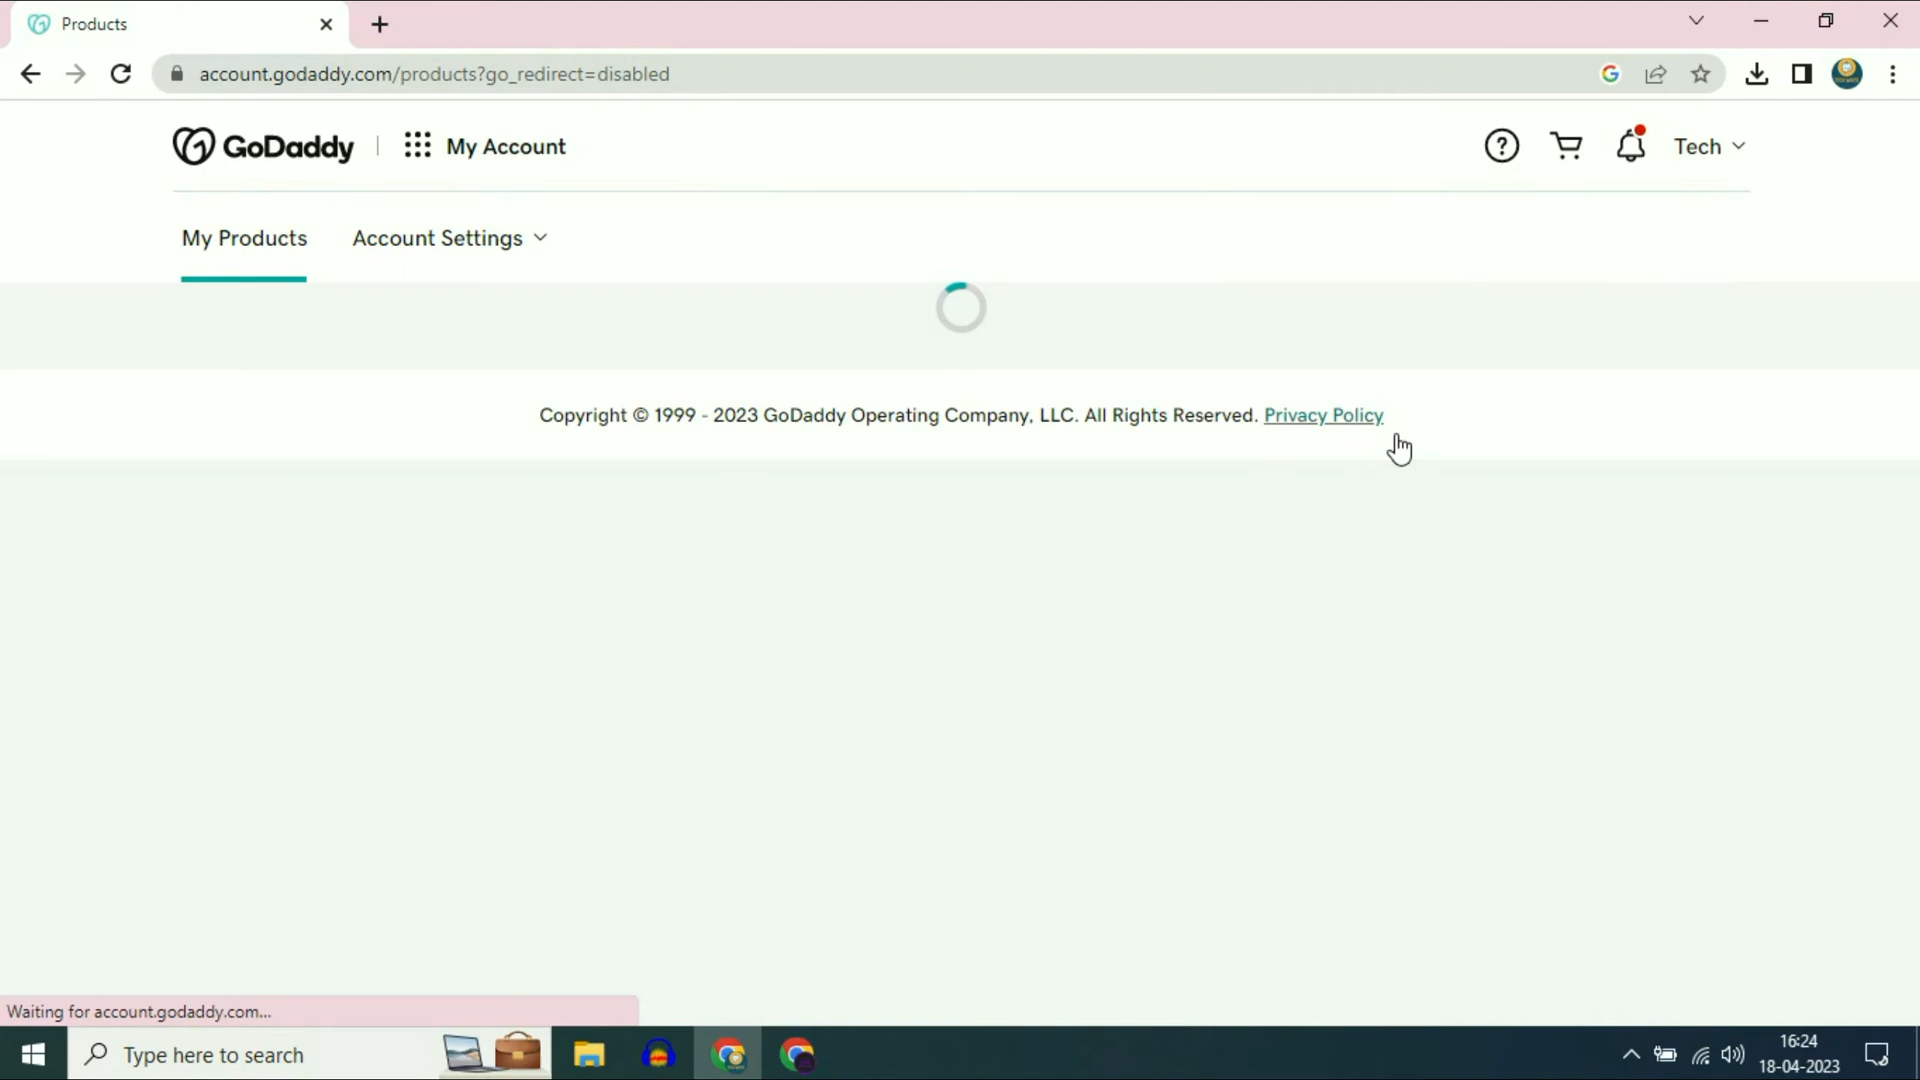 Products
account.godaddy.com/products?go_redirect=disabled
GoDaddy
My Account
Tech
My Products
Account Settings
Copyright © 1999 - 2023 GoDaddy Operating Company, LLC. All Rights Reserved. Privacy Policy
Waiting for account.godaddy.com...
Type here to search
16:24
18-04-2023